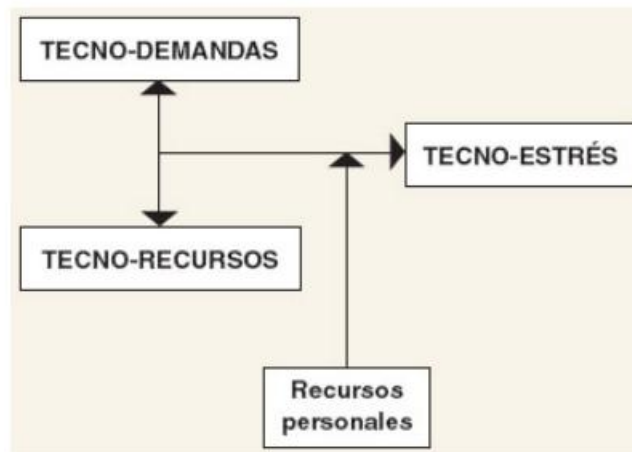 TECNO-DEMANDAS
TECNO-ESTRÉS
TECNO-RECURSOS
Recursos
personales